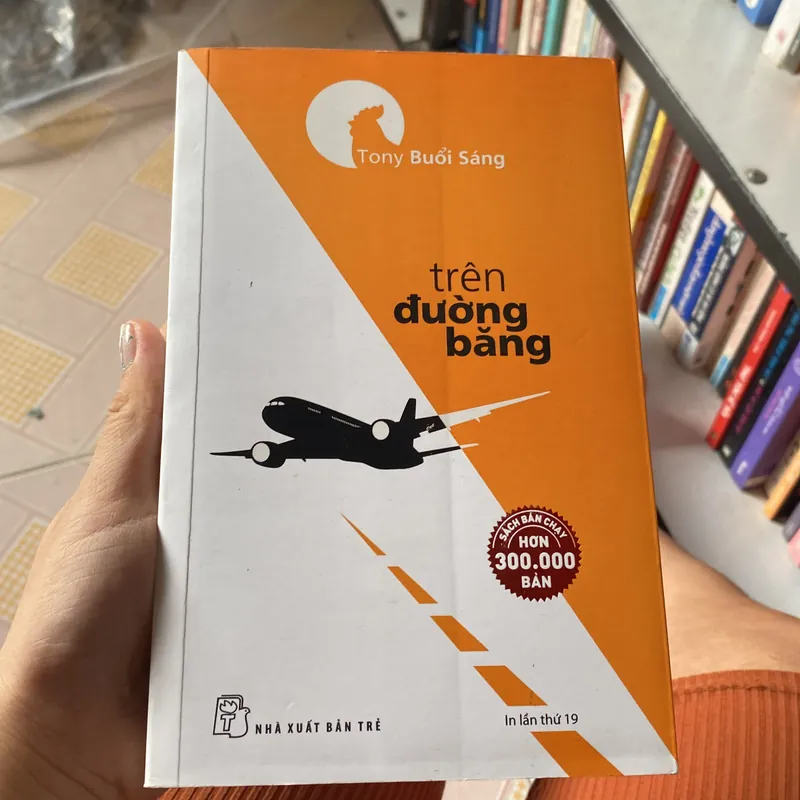 Tony Buổi Sáng
trên
đường
băng
SÁCH BÁN CHẠY
HƠN
300.000
BẢN
NHÀ XUẤT BẢN TRẺ
In lần thứ 19